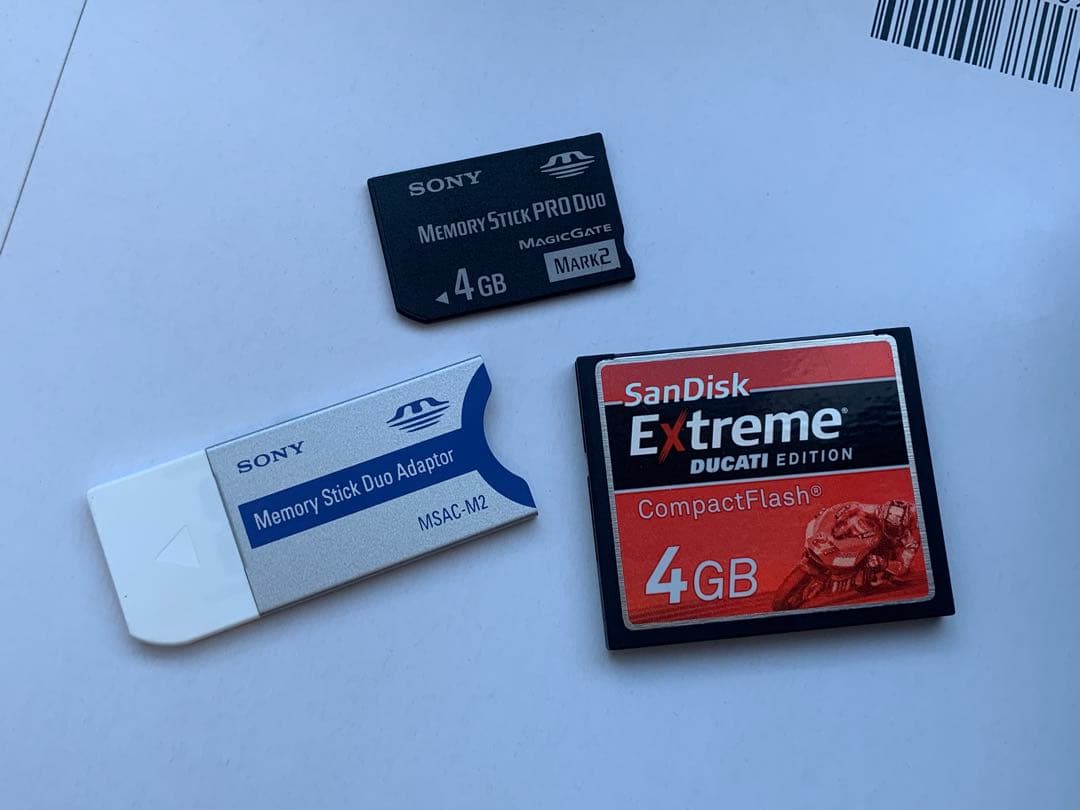 SONY
MEMORY STICK PRO DUO
MAGICGATE
MARK2
4GB
SONY
Memory Stick Duo Adaptor
MSAC-M2
SanDisk
Extreme®
DUCATI EDITION
CompactFlash®
4GB